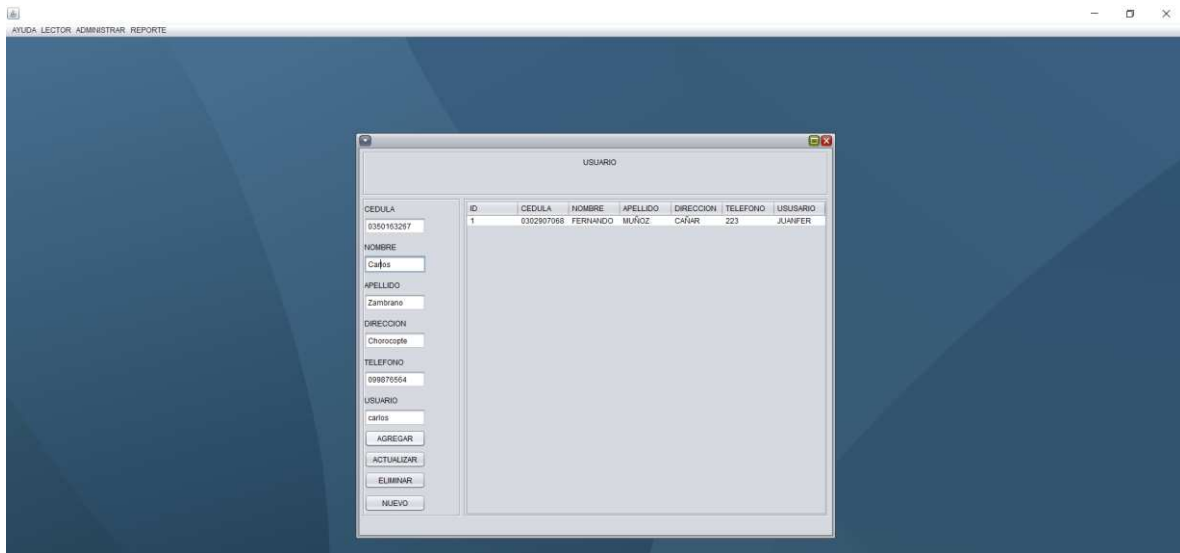 AYUDA LECTOR ADMINISTRAR REPORTE
USUARIO
CEDULA
0350163267
NOMBRE
Carlos
APELLIDO
Zambrano
DIRECCION
Chorocopte
TELEFONO
099876564
USUARIO
carlos
AGREGAR
ACTUALIZAR
ELIMINAR
NUEVO
ID CEDULA NOMBRE APELLIDO DIRECCION TELEFONO USUSARIO
1 0302907068 FERNANDO MUÑOZ CAÑAR 223 JUANFER